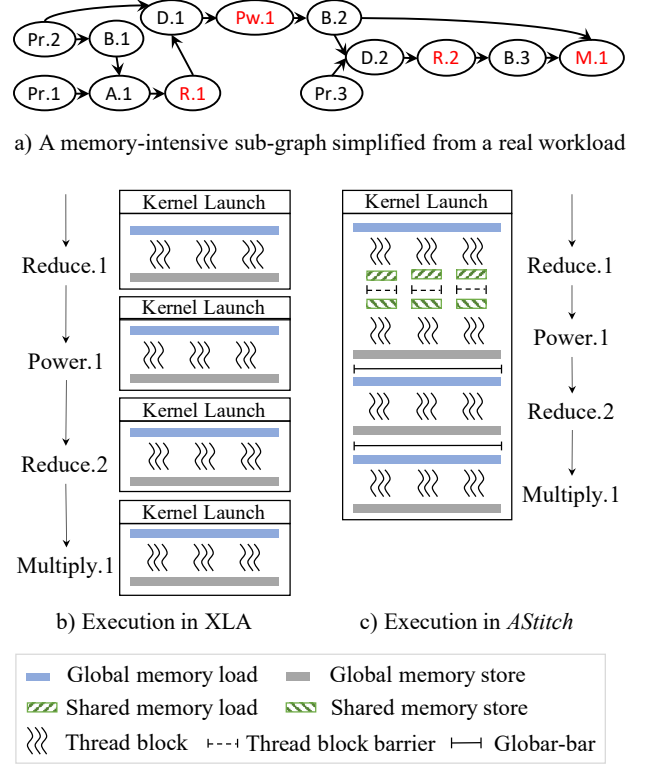 D.1 Pw.1 B.2
Pr.2 B.1
D.2 R.2 B.3 M.1
Pr.1 A.1 R.1 Pr.3
a) A memory-intensive sub-graph simplified from a real workload
Kernel Launch
Reduce.1
Kernel Launch
Power.1
Kernel Launch
Reduce.2
Kernel Launch
Multiply.1
b) Execution in XLA
Kernel Launch
Reduce.1
Power.1
Reduce.2
Multiply.1
c) Execution in AStitch
Global memory load Global memory store
Shared memory load Shared memory store
Thread block Thread block barrier Globar-bar